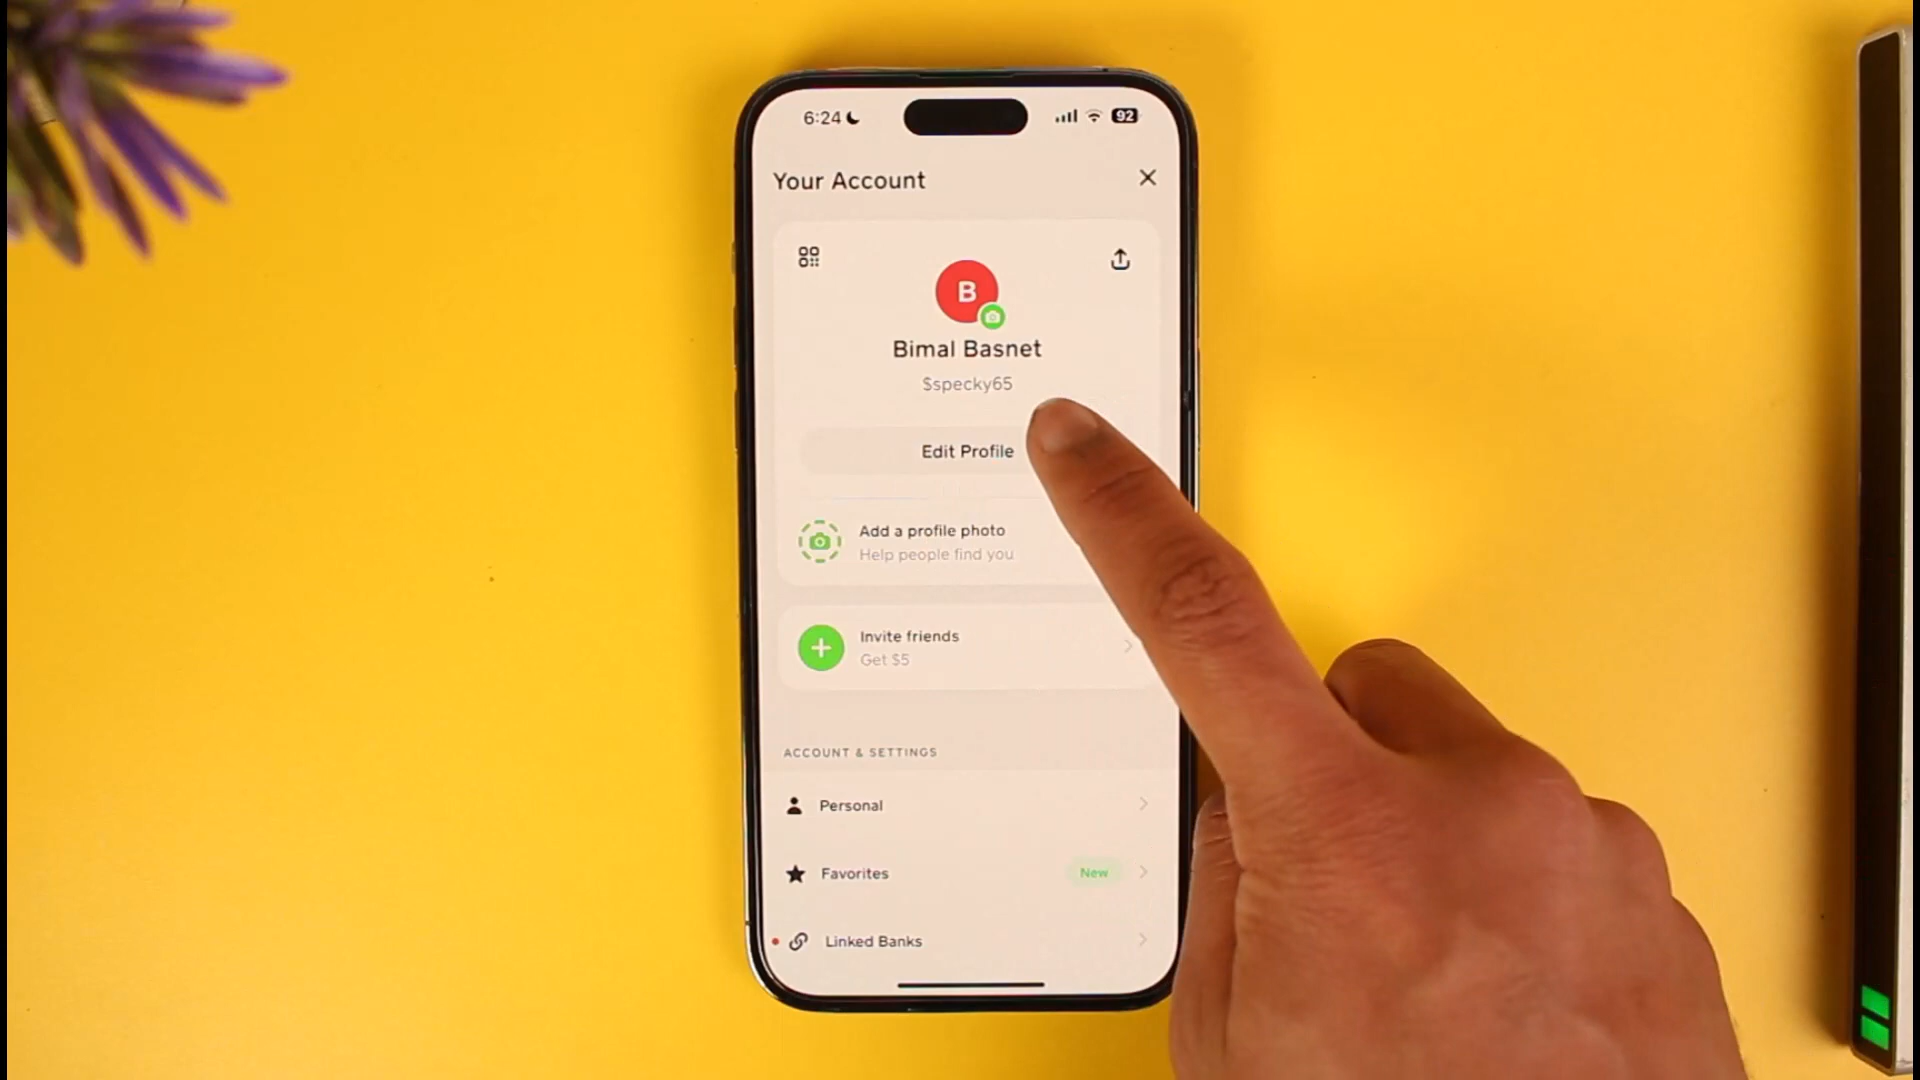 6:24
92
Your Account
B
Bimal Basnet
$specky65
Edit Profile
Add a profile photo
Help people find you
Invite friends
Get $5
ACCOUNT & SETTINGS
Personal
Favorites
New
Linked Banks